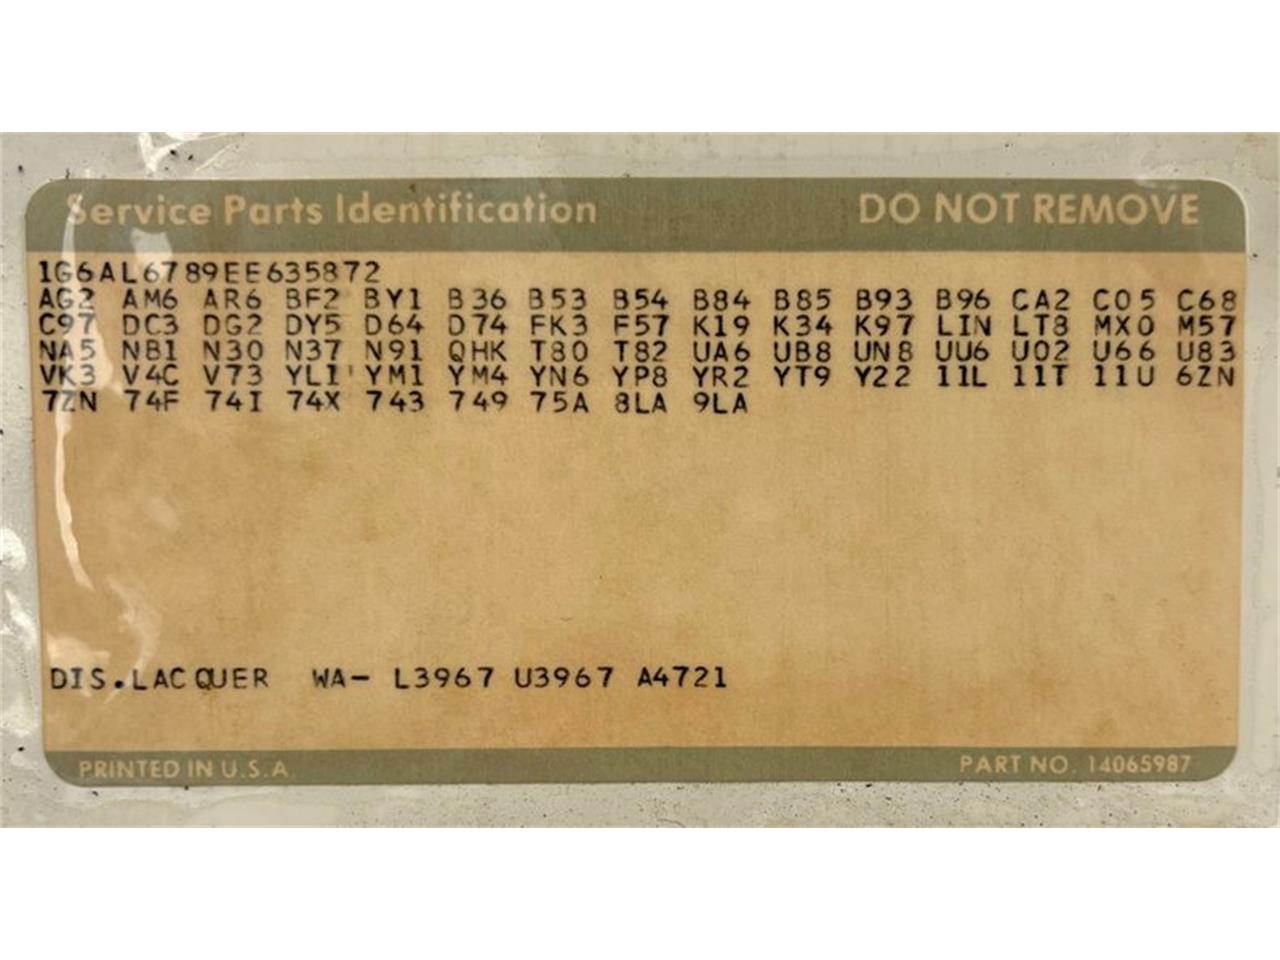 Service Parts Identification DO NOT REMOVE
1G6AL6789EE635872
AG2 AM6 AR6 BF2 BY1 B36 B53 B54 B84 B85 B93 B96 CA2 C05 C68
C97 DC3 DG2 DY5 D64 D74 FK3 F57 K19 K34 K97 LIN LT8 MX0 M57
NA5 NB1 N30 N37 N91 QHK T80 T82 UA6 UB8 UN8 UU6 U02 U66 U83
VK3 V4C V73 YL1 YM1 YM4 YN6 YP8 YR2 YT9 Y22 11L 11T 11U 6ZN
7ZN 74F 74I 74X 743 749 75A 8LA 9LA
DIS.LACQUER WA- L3967 U3967 A4721
PRINTED IN U.S.A. PART NO. 14065987